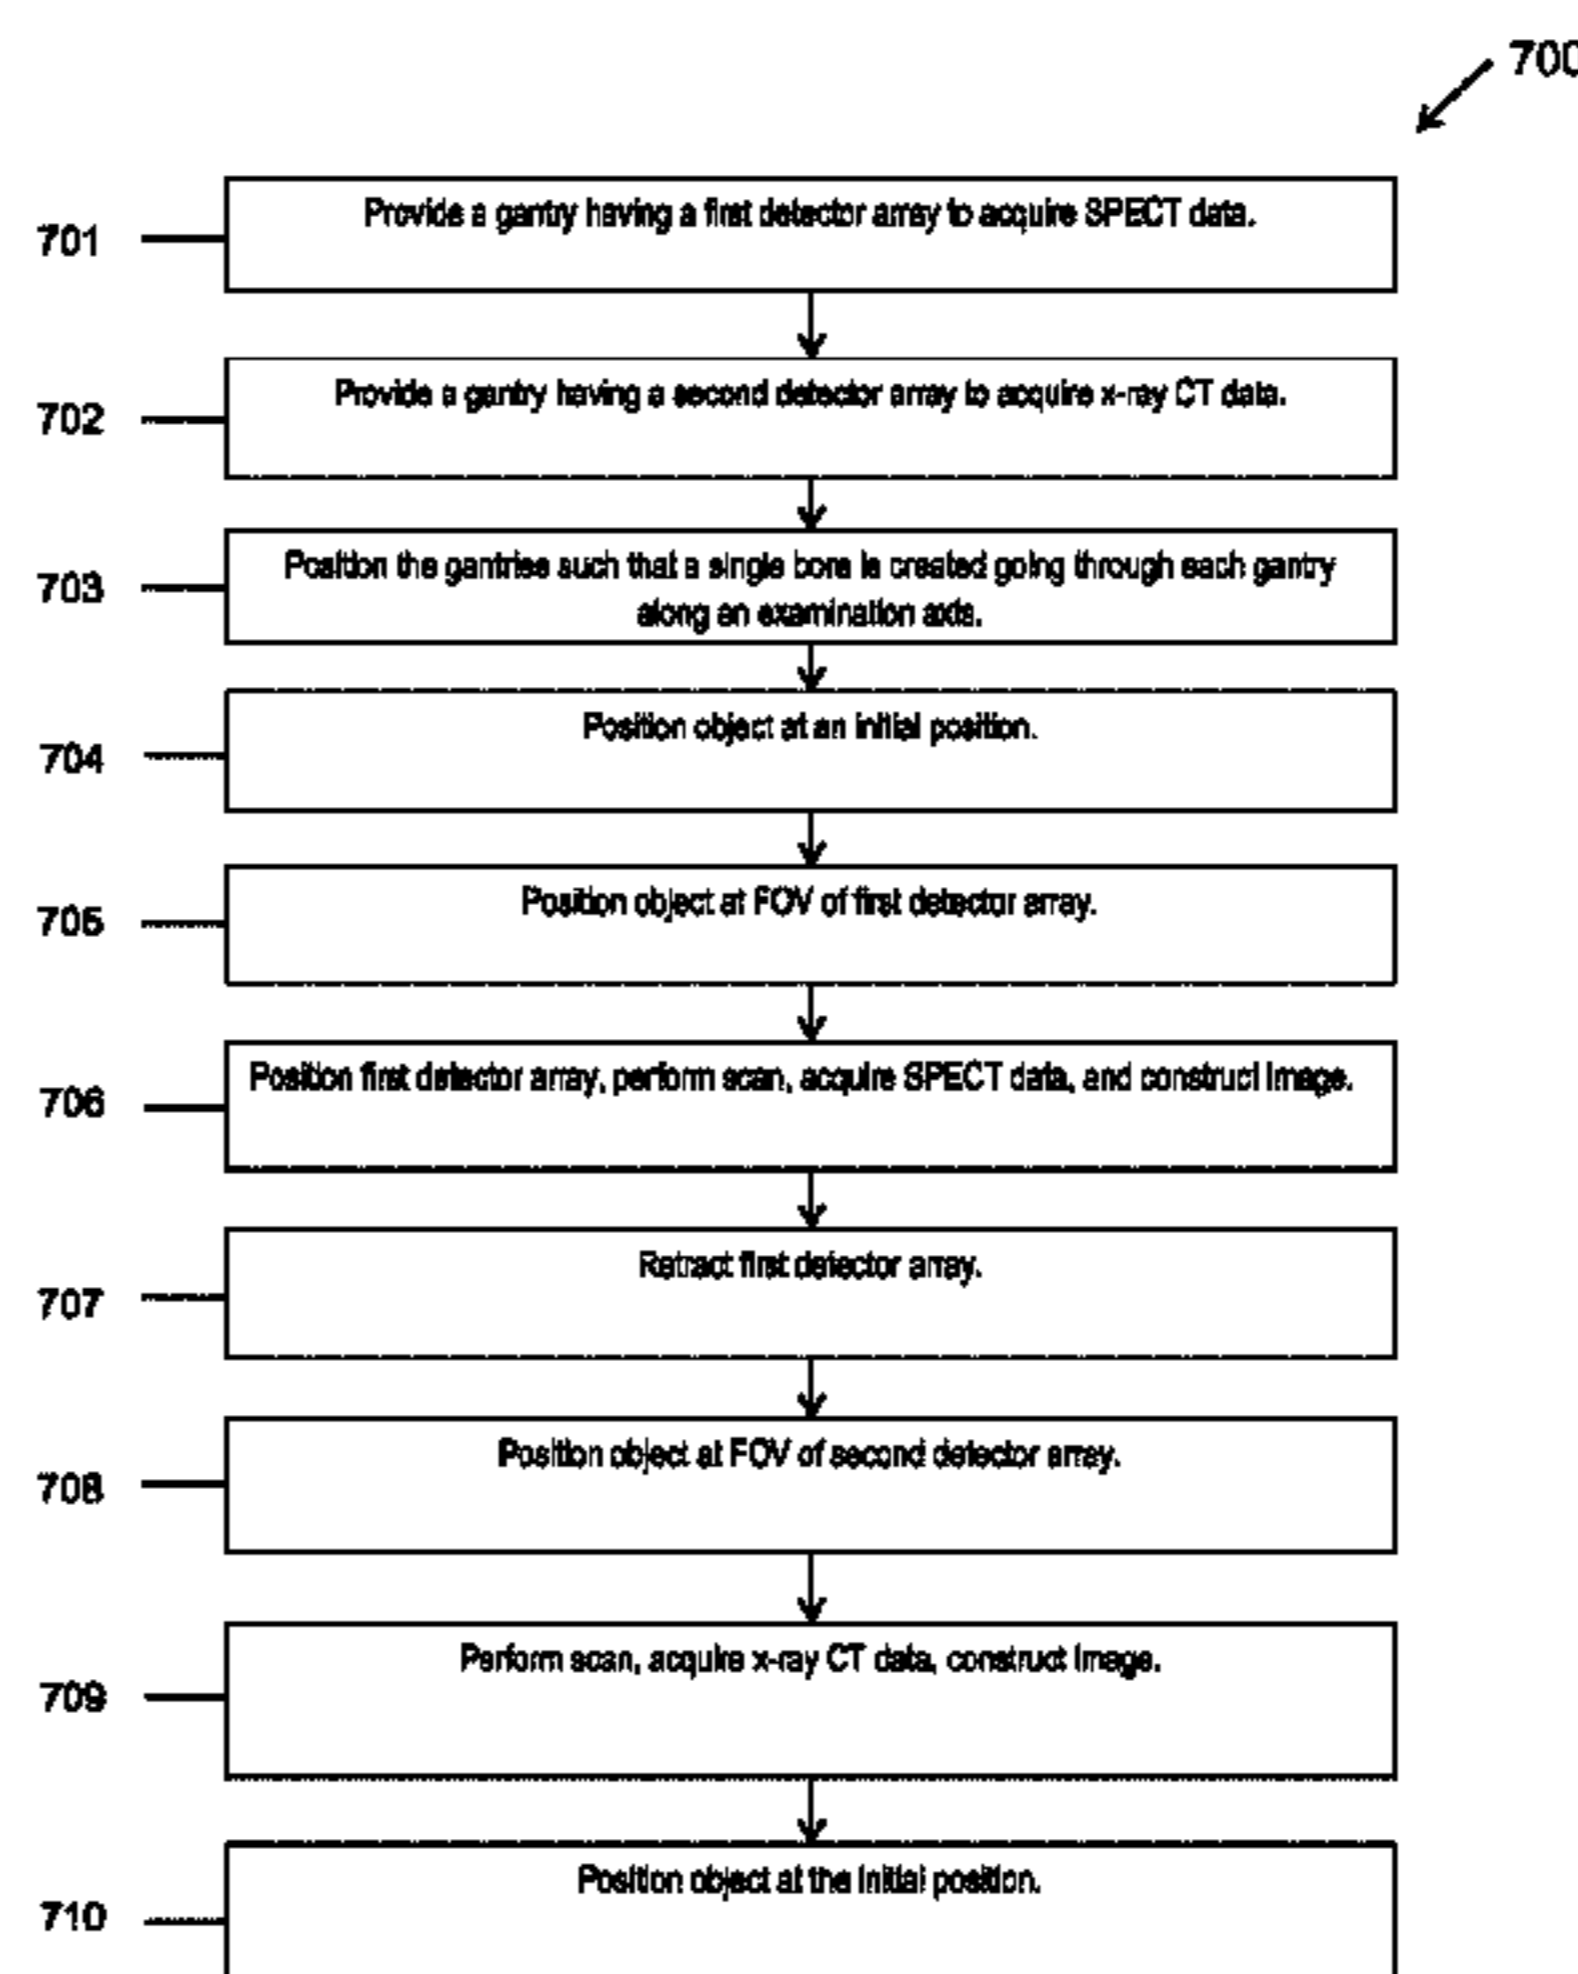 700
701
Provide a gantry having a first detector array to acquire SPECT data.
702
Provide a gantry having a second detector array to acquire x-ray CT data.
703
Position the gantries such that a single bore is created going through each gantry
along an examination axis.
704
Position object at an initial position.
705
Position object at FOV of first detector array.
706
Position first detector array, perform scan, acquire SPECT data, and construct image.
707
Retract first detector array.
708
Position object at FOV of second detector array.
709
Perform scan, acquire x-ray CT data, construct image.
710
Position object at the initial position.